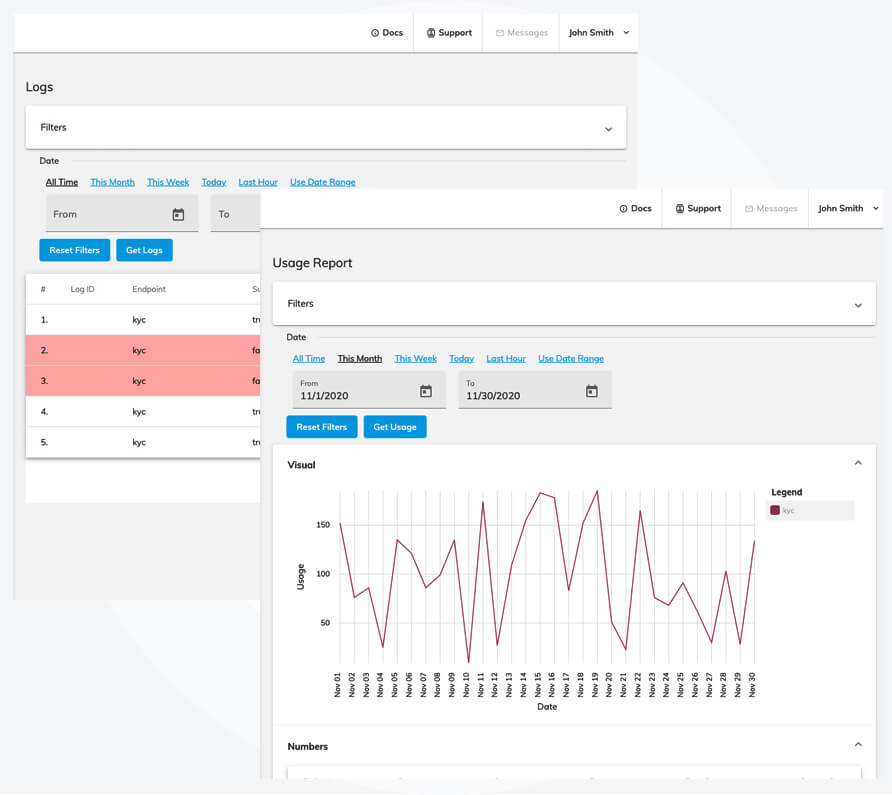 Docs Support Messages John Smith
Logs
Filters
Date
All Time This Month This Week Today Last Hour Use Date Range
From To
Reset Filters Get Logs
# Log ID Endpoint Su
1. kyc tru
2. kyc fa
3. kyc fa
4. kyc tru
5. kyc tru
Docs Support Messages John Smith
Usage Report
Filters
Date
All Time This Month This Week Today Last Hour Use Date Range
From To
11/1/2020 11/30/2020
Reset Filters Get Usage
Visual
Legend
kyc
150
100
50
Usage
Nov 01 Nov 02 Nov 03 Nov 04 Nov 05 Nov 06 Nov 07 Nov 08 Nov 09 Nov 10 Nov 11 Nov 12 Nov 13 Nov 14 Nov 15 Nov 16 Nov 17 Nov 18 Nov 19 Nov 20 Nov 21 Nov 22 Nov 23 Nov 24 Nov 25 Nov 26 Nov 27 Nov 28 Nov 29 Nov 30
Date
Numbers